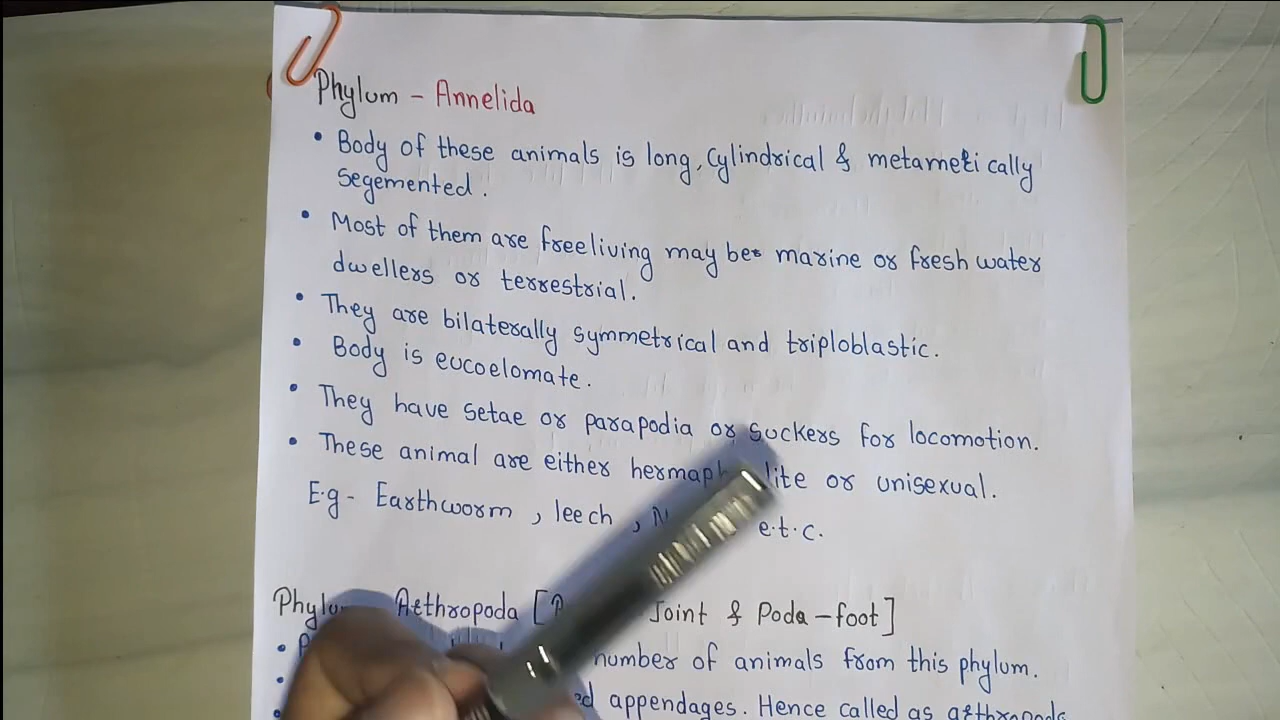 Phylum - Annelida
• Body of these animals is long, Cylindrical & metameti cally
segemented.
• Most of them are freeliving may be marine or fresh water
dwellers or terrestrial.
• They are bilaterally symmetrical and triploblastic.
• Body is eucoelomate.
• They have setae or parapodia or suckers for locomotion.
• These animal are either or unisexual.
E.g - Earthworm, leech, e.t.c.
Aethropoda [ Joint & Poda-foot]
• number of animals from this phylum.
• appendages. Hence called as